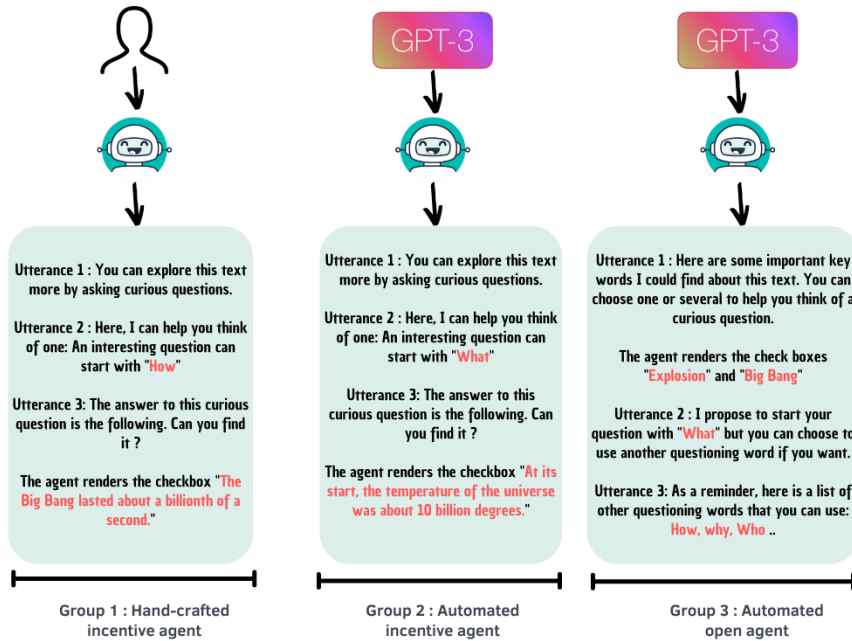 GPT-3
GPT-3
Utterance 1 : You can explore this text
more by asking curious questions.
Utterance 2 : Here, I can help you think
of one: An interesting question can
start with "How"
Utterance 3: The answer to this curious
question is the following. Can you find
it ?
The agent renders the checkbox "The
Big Bang lasted about a billionth of a
second."
Group 1 : Hand-crafted
incentive agent
Utterance 1 : You can explore this text
more by asking curious questions.
Utterance 2 : Here, I can help you think
of one: An interesting question can
start with "What"
Utterance 3: The answer to this
curious question is the following. Can
you find it ?
The agent renders the checkbox "At its
start, the temperature of the universe
was about 10 billion degrees."
Group 2 : Automated
incentive agent
Utterance 1 : Here are some important key
words I could find about this text. You can
choose one or several to help you think of a
curious question.
The agent renders the check boxes
"Explosion" and "Big Bang"
Utterance 2 : I propose to start your
question with "What" but you can choose to
use another questioning word if you want.
Utterance 3: As a reminder, here is a list of
other questioning words that you can use:
How, why, Who ..
Group 3 : Automated
open agent